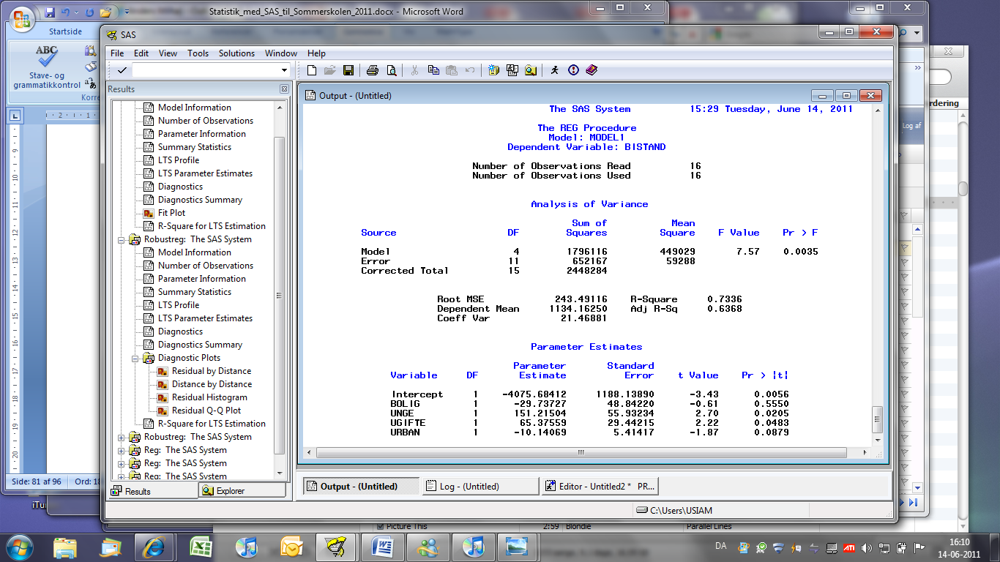 Statistik_med_SAS_til_Sommerskolen_2011.docx - Microsoft Word
Startside
ABC
Stave- og
grammatikkontrol
Korre
SAS
File Edit View Tools Solutions Window Help
Results
Model Information
Number of Observations
Parameter Information
Summary Statistics
LTS Profile
LTS Parameter Estimates
Diagnostics
Diagnostics Summary
Fit Plot
R-Square for LTS Estimation
Robustreg: The SAS System
Model Information
Number of Observations
Parameter Information
Summary Statistics
LTS Profile
LTS Parameter Estimates
Diagnostics
Diagnostics Summary
Diagnostic Plots
Residual by Distance
Distance by Distance
Residual Histogram
Residual Q-Q Plot
R-Square for LTS Estimation
Robustreg: The SAS System
Reg: The SAS System
Reg: The SAS System
Reg: The SAS System
Results Explorer
Output - (Untitled)
The SAS System 15:29 Tuesday, June 14, 2011
The REG Procedure
Model: MODEL1
Dependent Variable: BISTAND
Number of Observations Read 16
Number of Observations Used 16
Analysis of Variance
Sum of Mean
Source DF Squares Square F Value Pr > F
Model 4 1796116 449029 7.57 0.0035
Error 11 652167 59288
Corrected Total 15 2448284
Root MSE 243.49116 R-Square 0.7336
Dependent Mean 1134.16250 Adj R-Sq 0.6368
Coeff Var 21.46881
Parameter Estimates
Parameter Standard
Variable DF Estimate Error t Value Pr > |t|
Intercept 1 -4075.68412 1188.13890 -3.43 0.0056
BOLIG 1 -29.73727 48.84220 -0.61 0.5550
UNGE 1 151.21504 55.93234 2.70 0.0205
UGIFTE 1 65.37559 29.44215 2.22 0.0483
URBAN 1 -10.14069 5.41417 -1.87 0.0879
Output - (Untitled) Log - (Untitled) Editor - Untitled2 * PR...
C:\Users\USIAM
rdering
Log af
Side: 81 af 96 Ord: 18
iTur
Picture This 2:59 Blondie Parallel Lines
DA
16:10
14-06-2011